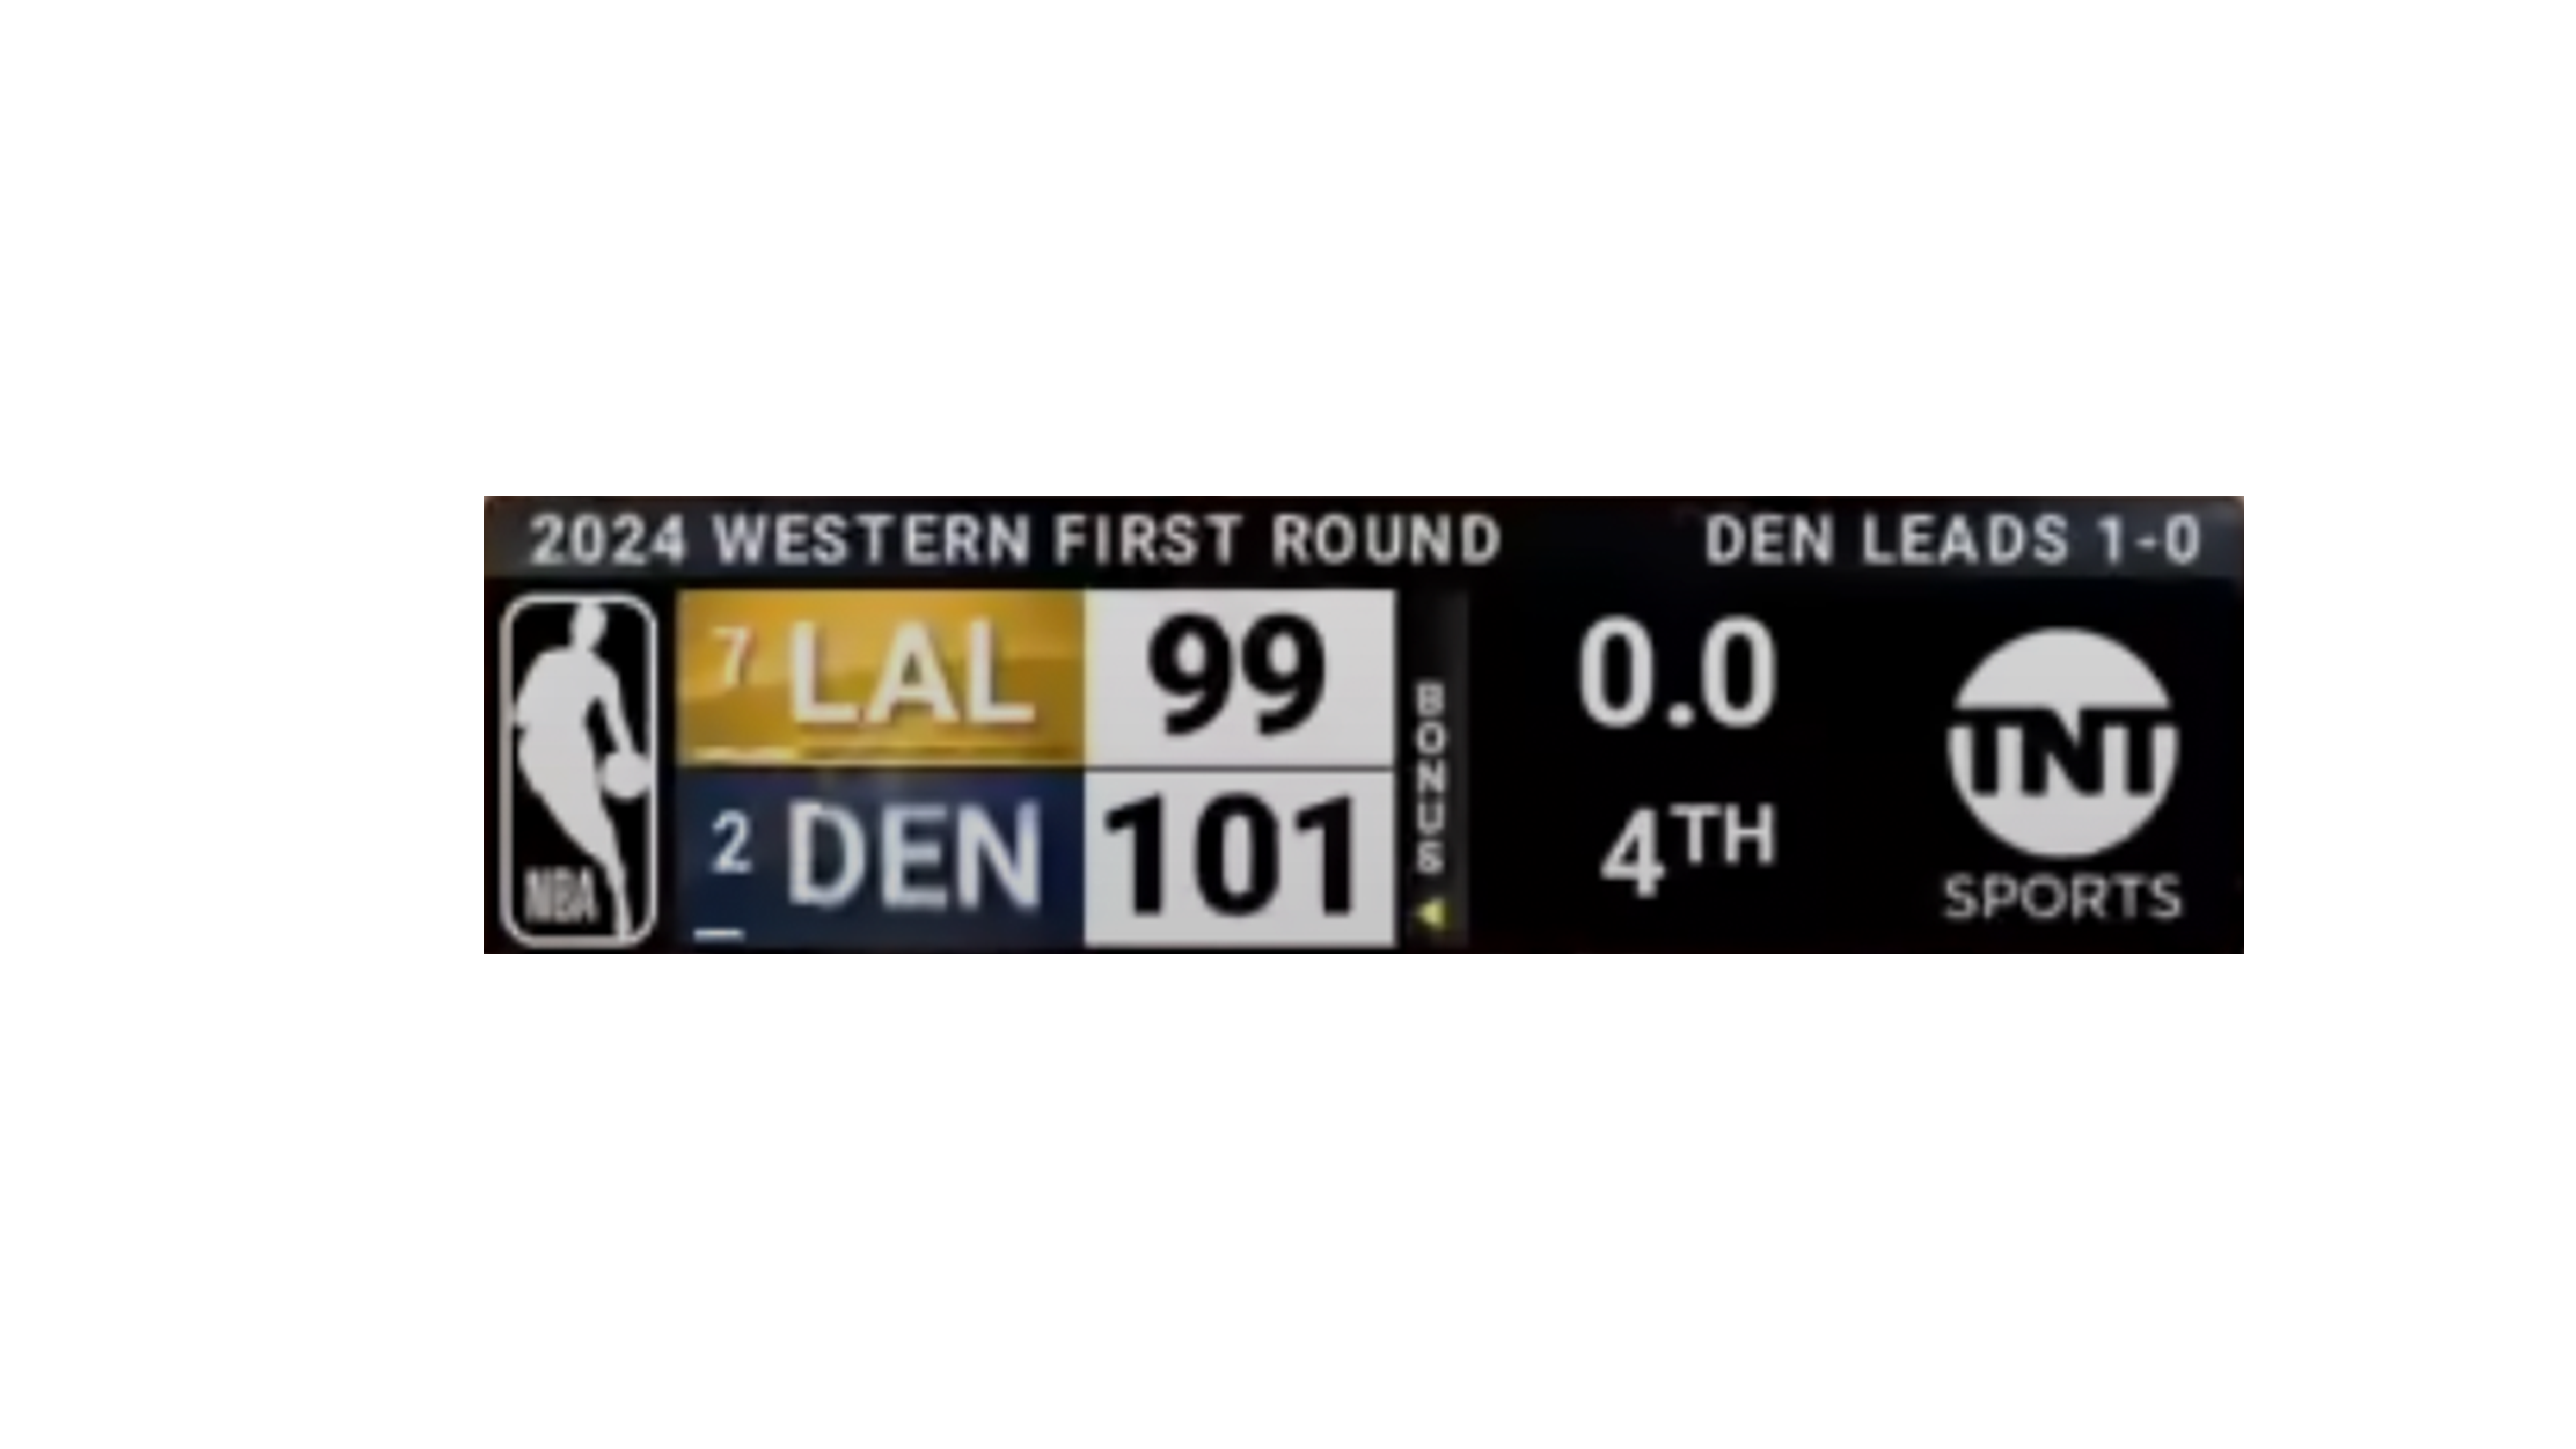 2024 WESTERN FIRST ROUND DEN LEADS 1-0
NBA
7 LAL 99
2 DEN 101
BONUS
0.0
4TH
TNT
SPORTS